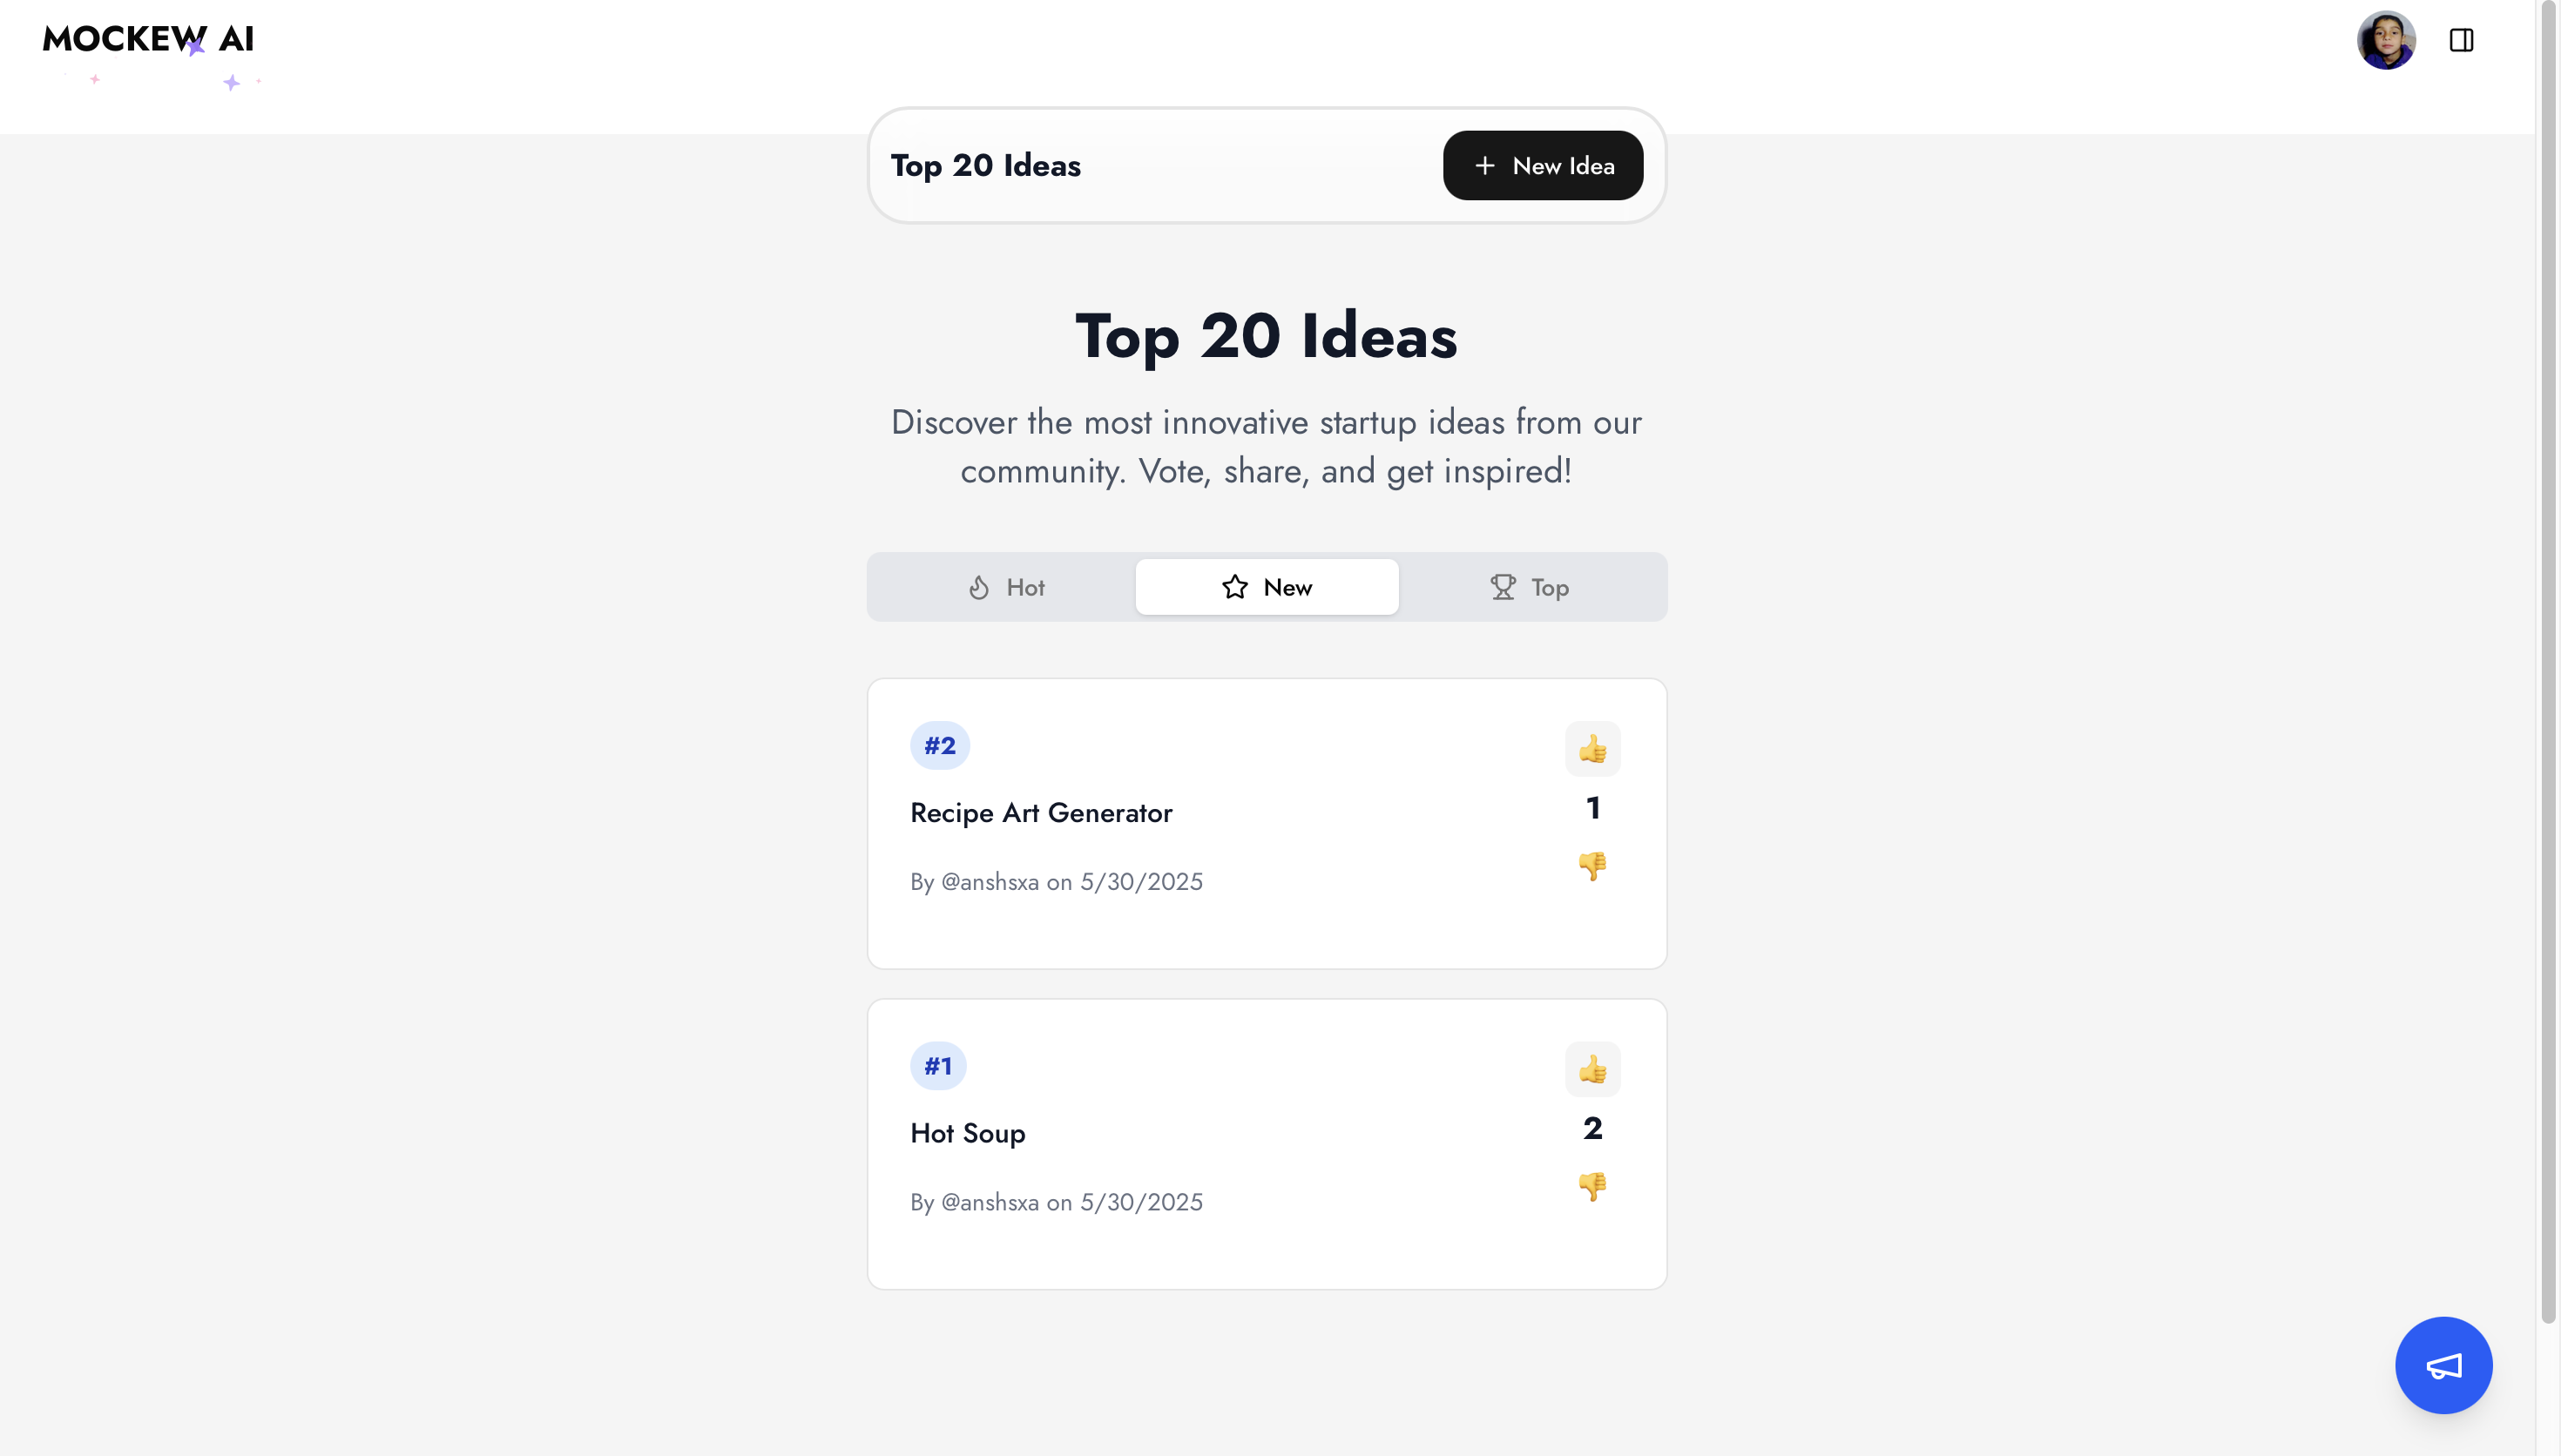 MOCKEW AI
Top 20 Ideas
New Idea
Top 20 Ideas
Discover the most innovative startup ideas from our
community. Vote, share, and get inspired!
Hot
New
Top
#2
Recipe Art Generator
By @anshsxa on 5/30/2025
1
#1
Hot Soup
By @anshsxa on 5/30/2025
2